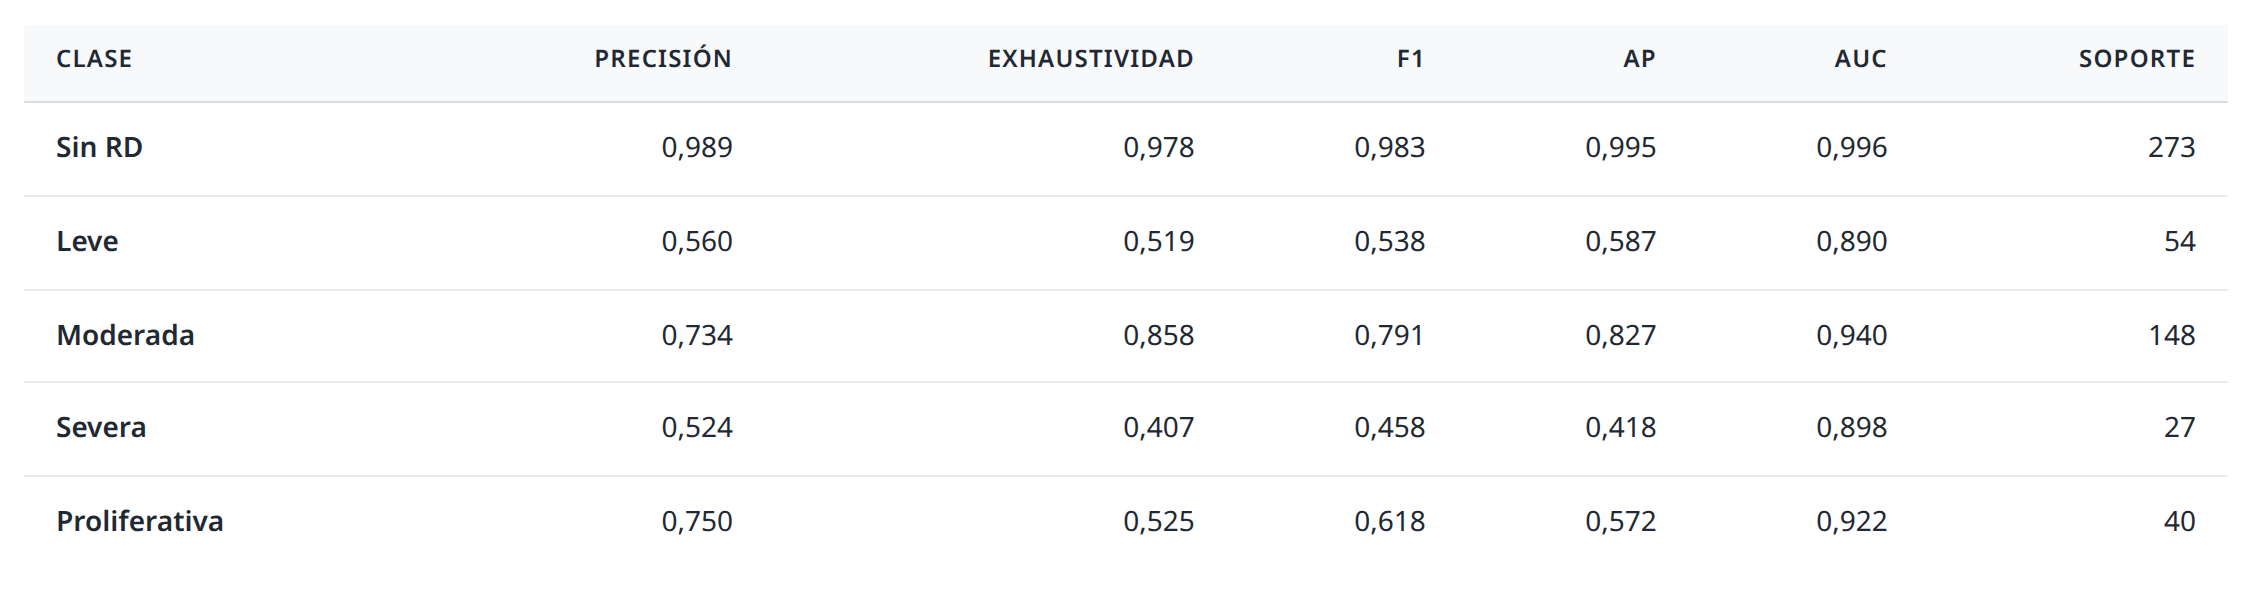 CLASE PRECISIÓN EXHAUSTIVIDAD F1 AP AUC SOPORTE
Sin RD 0,989 0,978 0,983 0,995 0,996 273
Leve 0,560 0,519 0,538 0,587 0,890 54
Moderada 0,734 0,858 0,791 0,827 0,940 148
Severa 0,524 0,407 0,458 0,418 0,898 27
Proliferativa 0,750 0,525 0,618 0,572 0,922 40